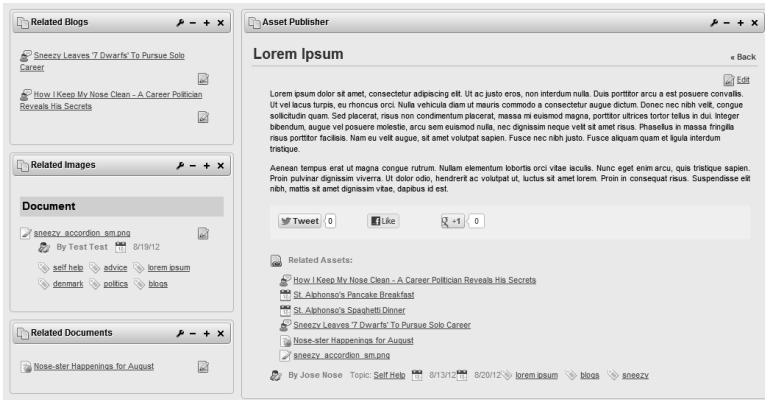 Related Blogs
Sneezy Leaves '7 Dwarfs' To Pursue Solo
Career
How I Keep My Nose Clean - A Career Politician
Reveals His Secrets
Related Images
Document
sneezy_accordion_sm.png
By Test Test 8/19/12
self help advice lorem ipsum
denmark politics blogs
Related Documents
Nose-ster Happenings for August
Asset Publisher
Lorem Ipsum
« Back
Edit
Lorem ipsum dolor sit amet, consectetur adipiscing elit. Ut ac justo eros, non interdum nulla. Duis porttitor arcu a est posuere convallis.
Ut vel lacus turpis, eu rhoncus orci. Nulla vehicula diam ut mauris commodo a consectetur augue dictum. Donec nec nibh velit, congue
sollicitudin quam. Sed placerat, risus non condimentum placerat, massa mi euismod magna, porttitor ultrices tortor tellus in dui. Integer
bibendum, augue vel posuere molestie, arcu sem euismod nulla, nec dignissim neque velit sit amet risus. Phasellus in massa fringilla
risus porttitor facilisis. Nam eu velit augue, sit amet volutpat sapien. Fusce nec nibh justo. Fusce aliquam quam et ligula interdum
tristique.
Aenean tempus erat ut magna congue rutrum. Nullam elementum lobortis orci vitae iaculis. Nunc eget enim arcu, quis tristique sapien.
Proin pulvinar dignissim viverra. Ut dolor odio, hendrerit ac volutpat ut, luctus sit amet lorem. Proin in consequat risus. Suspendisse elit
nibh, mattis sit amet dignissim vitae, dapibus id est.
Tweet 0 Like +1 0
Related Assets:
How I Keep My Nose Clean - A Career Politician Reveals His Secrets
St. Alphonso's Pancake Breakfast
St. Alphonso's Spaghetti Dinner
Sneezy Leaves '7 Dwarfs' To Pursue Solo Career
Nose-ster Happenings for August
sneezy_accordion_sm.png
By Jose Nose Topic: Self Help 8/13/12 8/20/12 lorem ipsum blogs sneezy